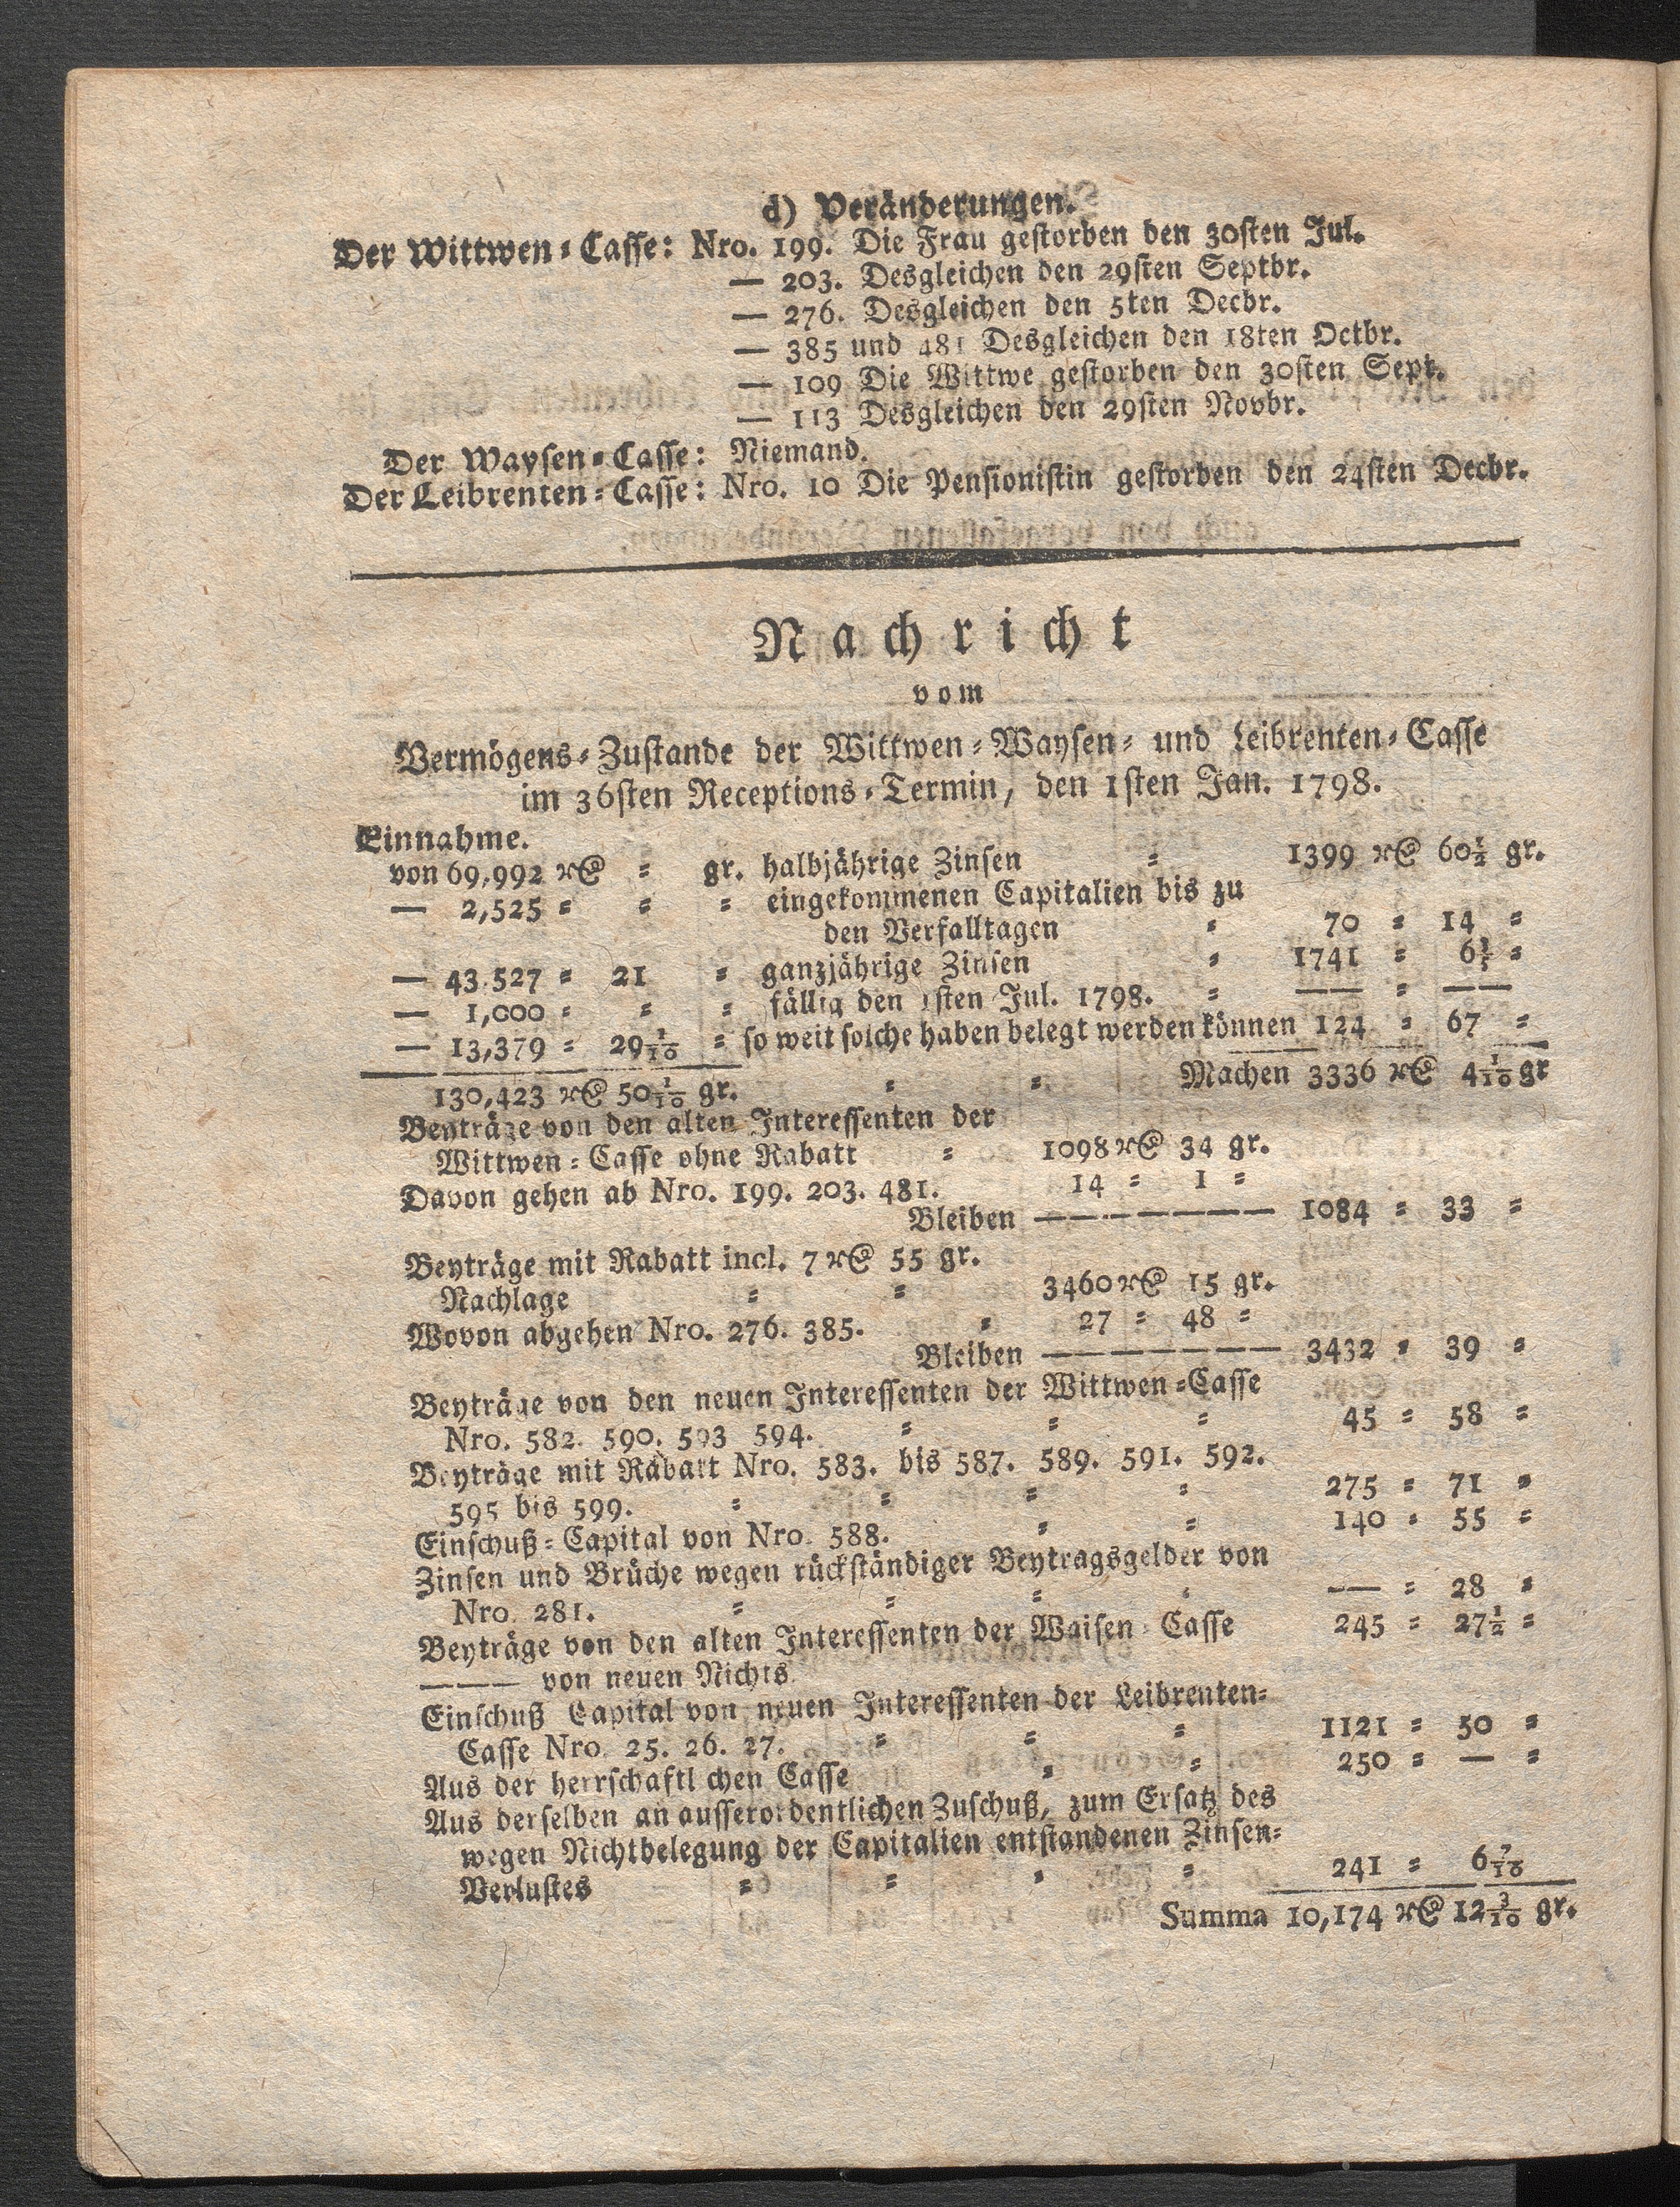 d) Veränderungen.
Der Wittwen-Casse: Nro. 199. Die Frau gestorben den 30sten Jul.
— 203. Desgleichen den 29sten Septbr.
— 276. Desgleichen den 5ten Decbr.
— 385 und 481 Desgleichen den 18ten Octbr.
— 109 Die Wittwe gestorben den 30sten Sept.
— 113 Desgleichen den 29sten Novbr.
Der Waysen-Casse: Niemand.
Der Leibrenten-Casse: Nro. 10 Die Pensionistin gestorben den 24sten Decbr.
Nachricht
vom
Vermögens-Zustande der Wittwen-Waysen- und Leibrenten-Casse
im 36sten Receptions-Termin, den 1sten Jan. 1798.
Einnahme.
von 69,992 r₰ = gr. halbjährige Zinsen = 1399 r₰ 60½ gr.
— 2,525 = = = eingekommenen Capitalien bis zu
den Verfalltagen = 70 = 14 =
— 43,527 = 21 = ganzjährige Zinsen = 1741 = 6⅕ =
— 1,000 = = = fällig den 1sten Jul. 1798. = —— = ——
— 13,379 = 29 1/10 = so weit solche haben belegt werden können 124 = 67 =
130,423 r₰ 50 1/10 gr. = = Machen 3336 r₰ 4 1/10 gr
Beyträge von den alten Interessenten der
Wittwen-Casse ohne Rabatt = 1098 r₰ 34 gr.
Davon gehen ab Nro. 199. 203. 481. 14 = 1 =
Bleiben ——————— 1084 = 33 =
Beyträge mit Rabatt incl. 7 r₰ 55 gr.
Nachlage = = 3460 r₰ 15 gr.
Wovon abgehen Nro. 276. 385. = 27 = 48 =
Bleiben ——————— 3432 = 39 =
Beyträge von den neuen Interessenten der Wittwen-Casse
Nro. 582. 590. 593 594. = = = 45 = 58 =
Beyträge mit Rabatt Nro. 583. bis 587. 589. 591. 592.
595 bis 599. = = = = 275 = 71 =
Einschuß-Capital von Nro. 588. = = 140 = 55 =
Zinsen und Brüche wegen rückständiger Beytragsgelder von
Nro. 281. = = = = —— = 28 =
Beyträge von den alten Interessenten der Waisen-Casse 245 = 27½ =
——— von neuen Nichts.
Einschuß Capital von neuen Interessenten der Leibrenten-
Casse Nro. 25. 26. 27. = = = 1121 = 50 =
Aus der herrschaftlichen Casse = = 250 = — =
Aus derselben an ausserordentlichen Zuschuß, zum Ersatz des
wegen Nichtbelegung der Capitalien entstandenen Zinsen-
Verlustes = = = = 241 = 6 7/10
Summa 10,174 r₰ 12 3/10 gr.